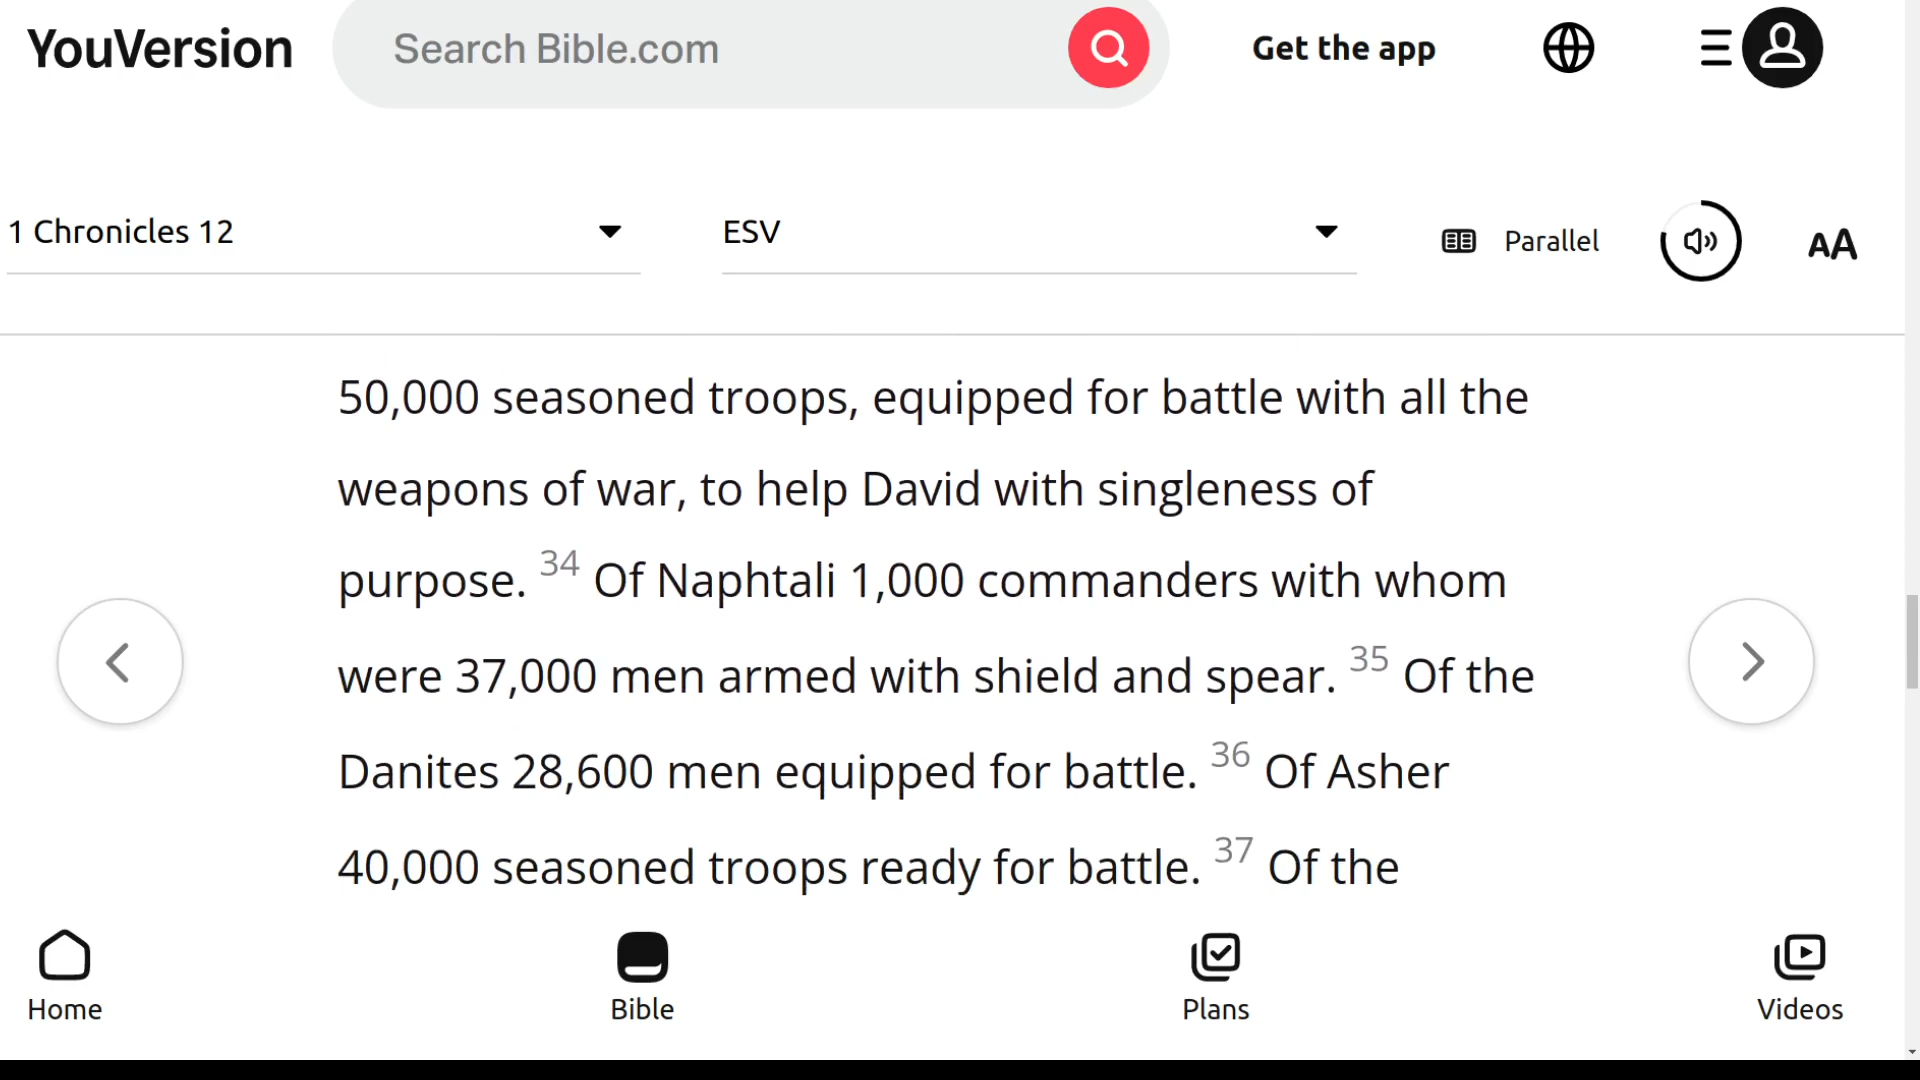 YouVersion
Search Bible.com
Get the app
1 Chronicles 12
ESV
Parallel
AA
50,000 seasoned troops, equipped for battle with all the
weapons of war, to help David with singleness of
purpose. 34 Of Naphtali 1,000 commanders with whom
were 37,000 men armed with shield and spear. 35 Of the
Danites 28,600 men equipped for battle. 36 Of Asher
40,000 seasoned troops ready for battle. 37 Of the
Home
Bible
Plans
Videos